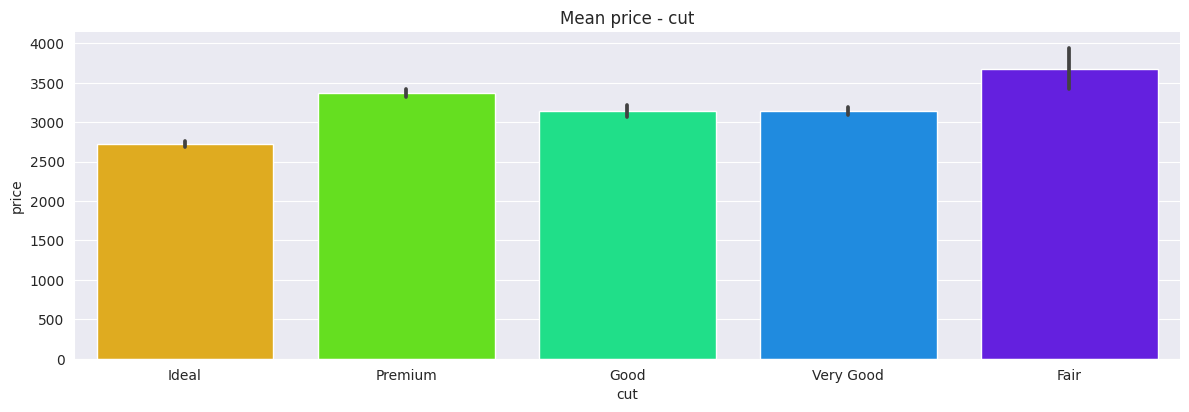 Mean price - cut
4000
3500
3000
2500
2000
1500
1000
500
0
price
Ideal Premium Good Very Good Fair
cut